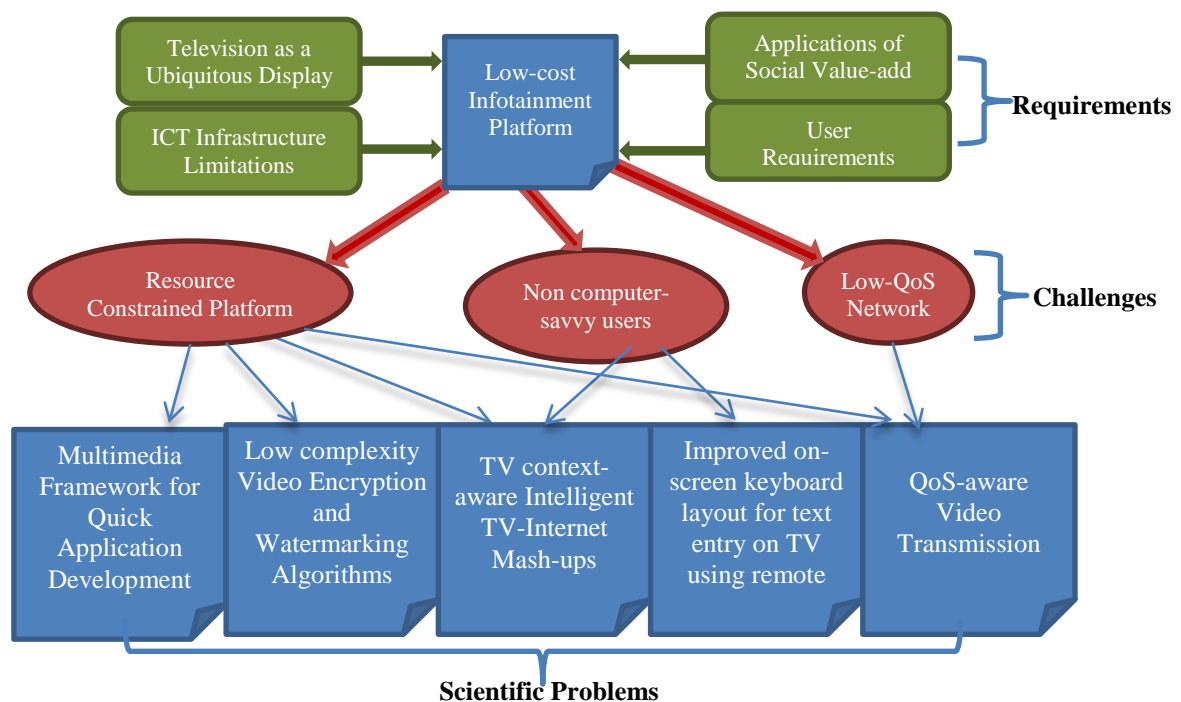 Television as a
Ubiquitous Display
ICT Infrastructure
Limitations
Low-cost
Infotainment
Platform
Applications of
Social Value-add
User
Requirements
Requirements
Resource
Constrained Platform
Non computer-
savvy users
Low-QoS
Network
Challenges
Multimedia
Framework for
Quick
Application
Development
Low complexity
Video Encryption
and
Watermarking
Algorithms
TV context-
aware Intelligent
TV-Internet
Mash-ups
Improved on-
screen keyboard
layout for text
entry on TV
using remote
QoS-aware
Video
Transmission
Scientific Problems